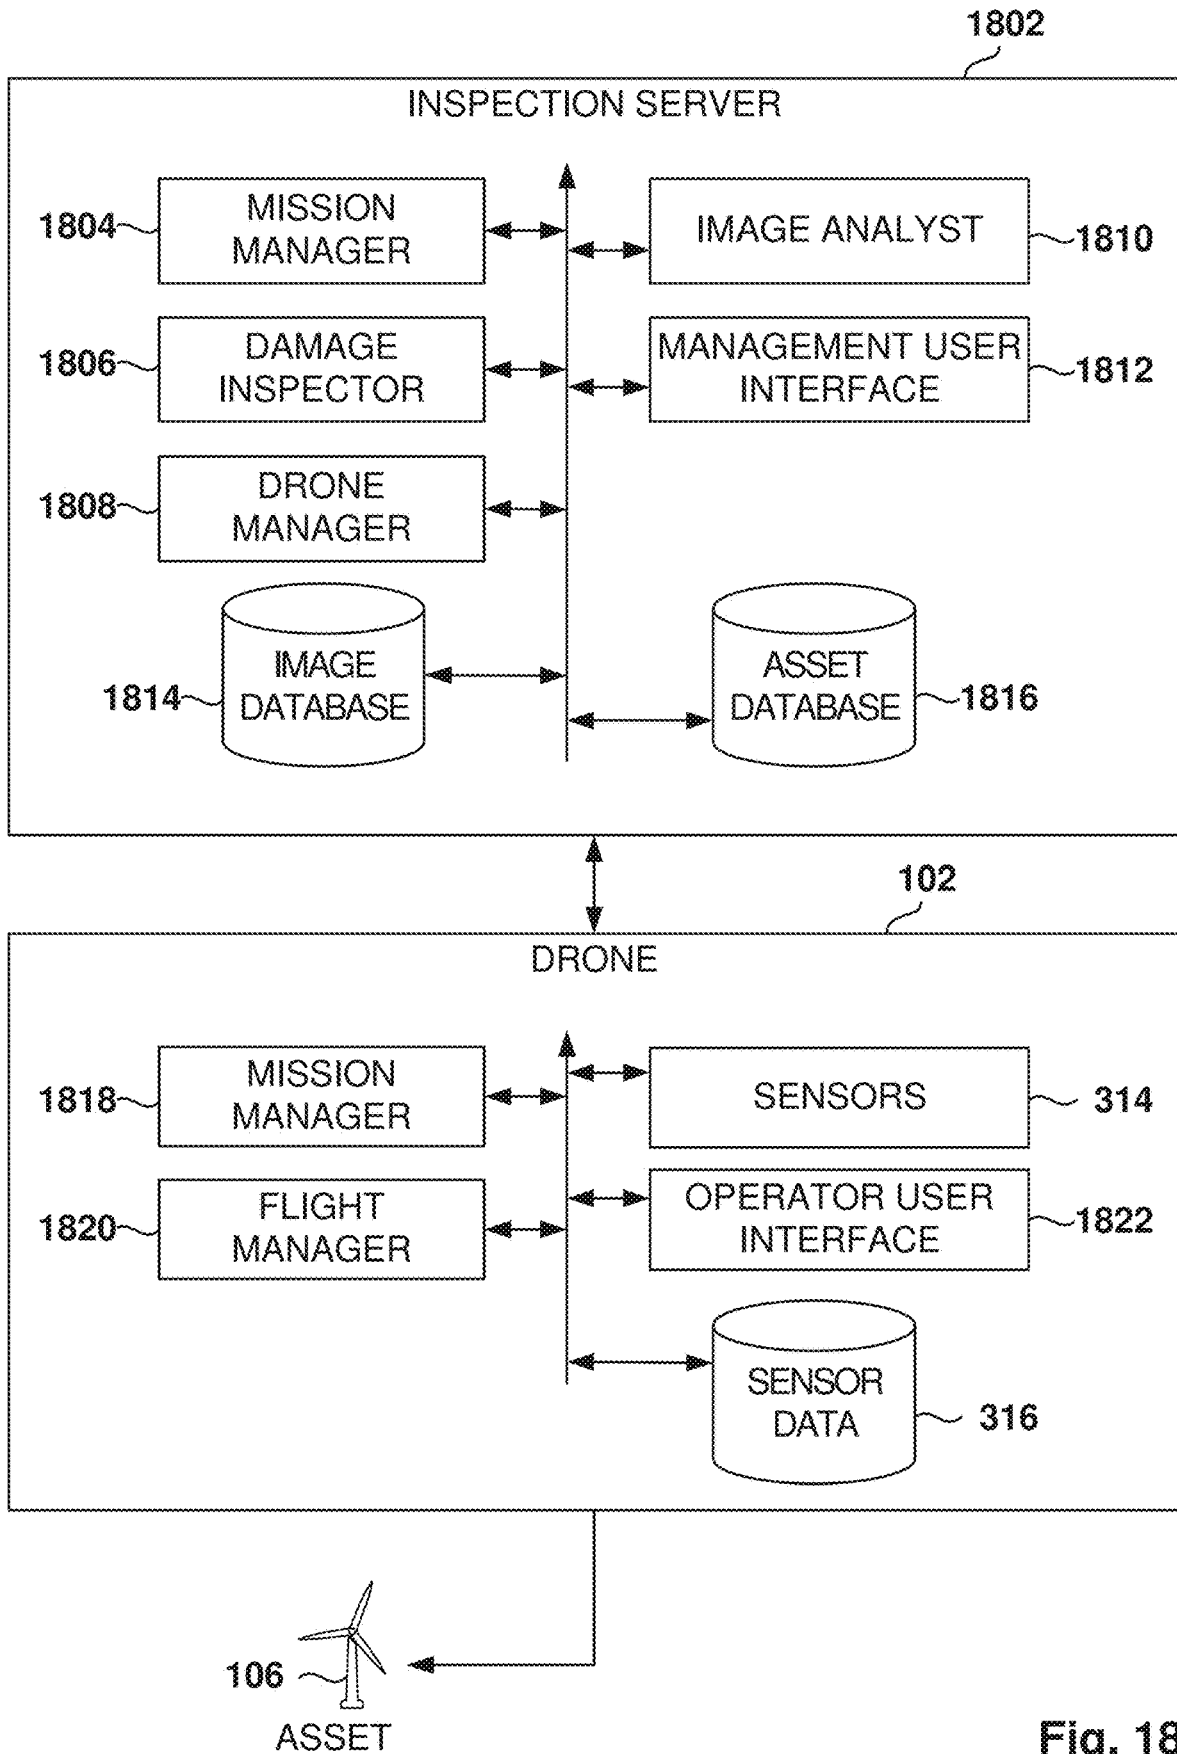 1802
INSPECTION SERVER
1804
MISSION
MANAGER
IMAGE ANALYST
1810
1806
DAMAGE
INSPECTOR
MANAGEMENT USER
INTERFACE
1812
1808
DRONE
MANAGER
1814
IMAGE
DATABASE
ASSET
DATABASE
1816
102
DRONE
1818
MISSION
MANAGER
SENSORS
314
1820
FLIGHT
MANAGER
OPERATOR USER
INTERFACE
1822
SENSOR
DATA
316
106
ASSET
Fig. 18